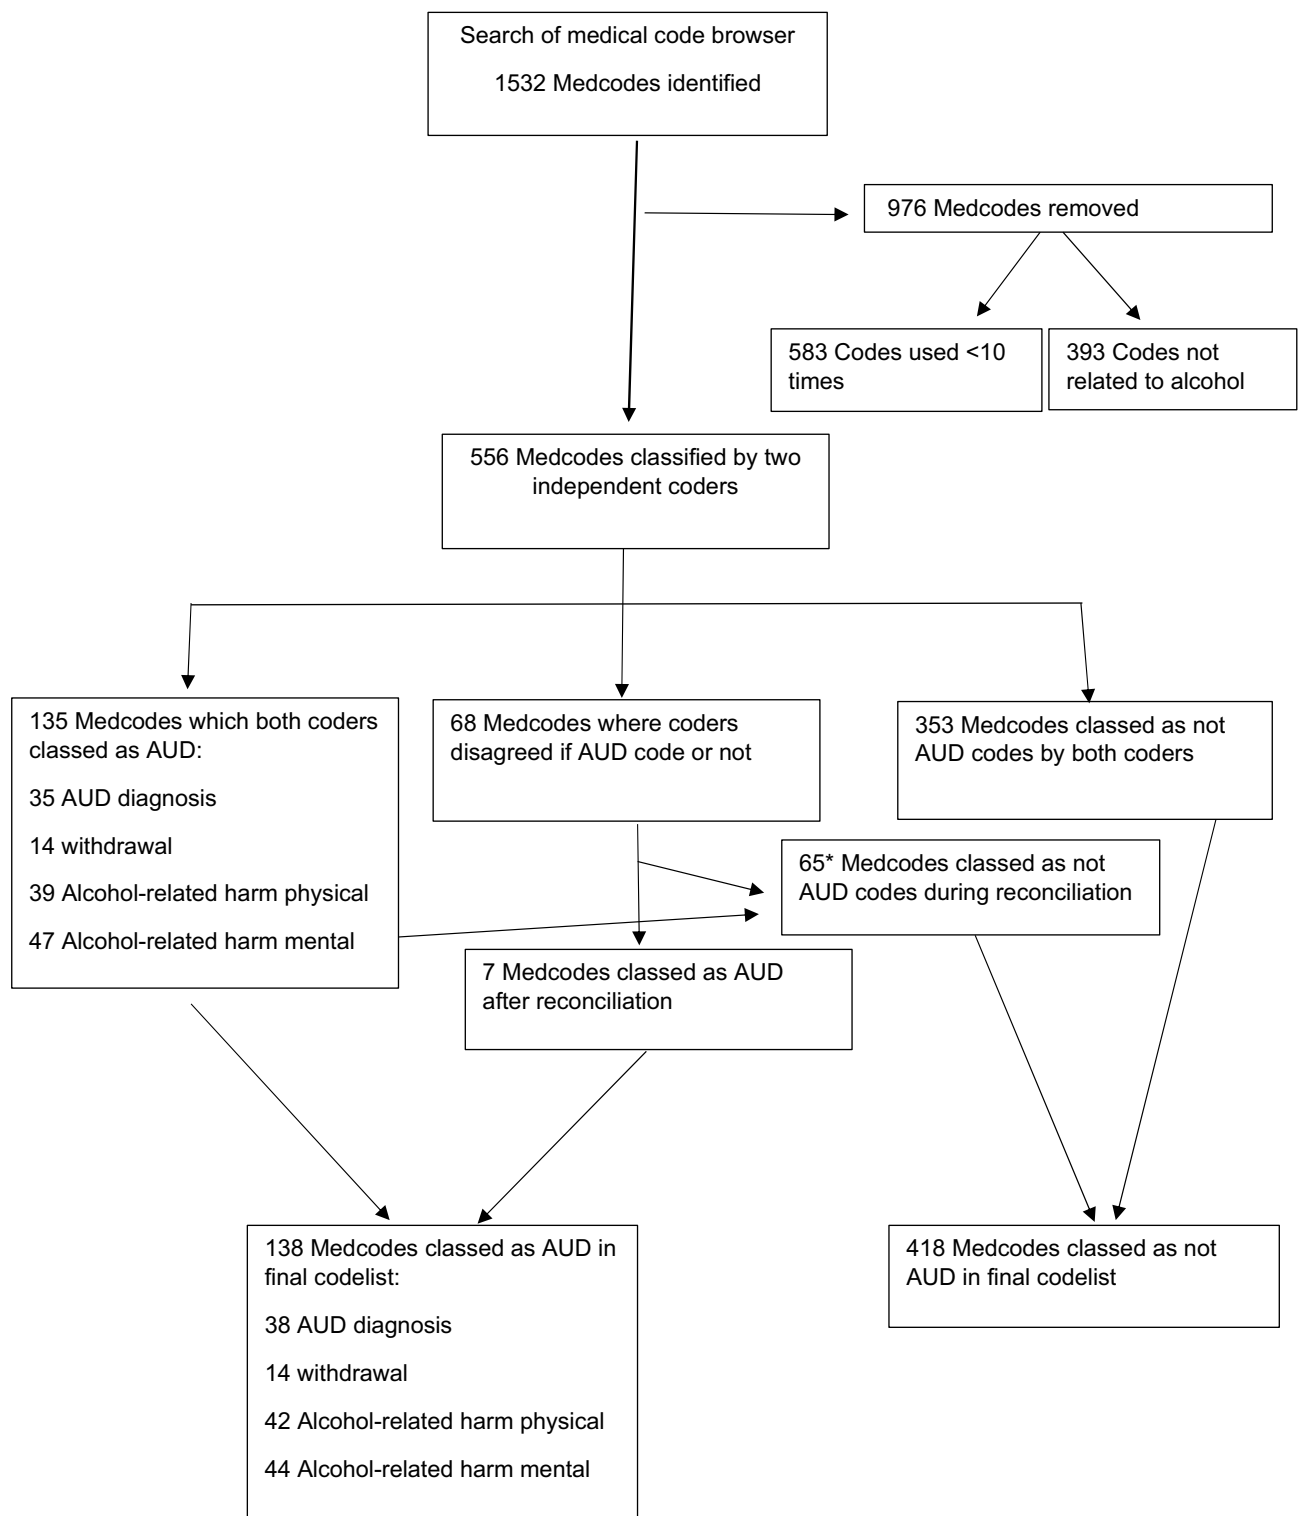 Search of medical code browser
1532 Medcodes identified
976 Medcodes removed
583 Codes used <10
times
393 Codes not
related to alcohol
556 Medcodes classified by two
independent coders
135 Medcodes which both coders
classed as AUD:
35 AUD diagnosis
14 withdrawal
39 Alcohol-related harm physical
47 Alcohol-related harm mental
68 Medcodes where coders
disagreed if AUD code or not
353 Medcodes classed as not
AUD codes by both coders
65* Medcodes classed as not
AUD codes during reconciliation
7 Medcodes classed as AUD
after reconciliation
138 Medcodes classed as AUD in
final codelist:
38 AUD diagnosis
14 withdrawal
42 Alcohol-related harm physical
44 Alcohol-related harm mental
418 Medcodes classed as not
AUD in final codelist